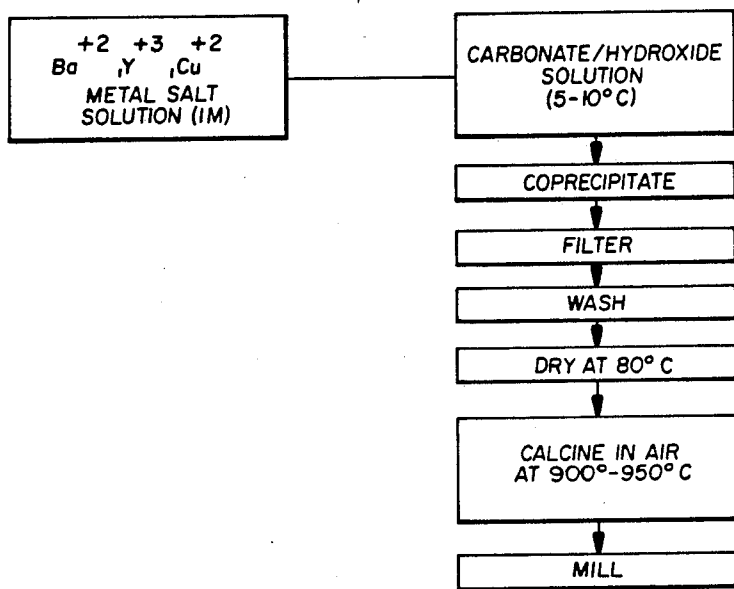 +2 +3 +2
Ba ,Y ,Cu
METAL SALT
SOLUTION (1M)
CARBONATE/HYDROXIDE
SOLUTION
(5-10°C)
COPRECIPITATE
FILTER
WASH
DRY AT 80° C
CALCINE IN AIR
AT 900°-950° C
MILL